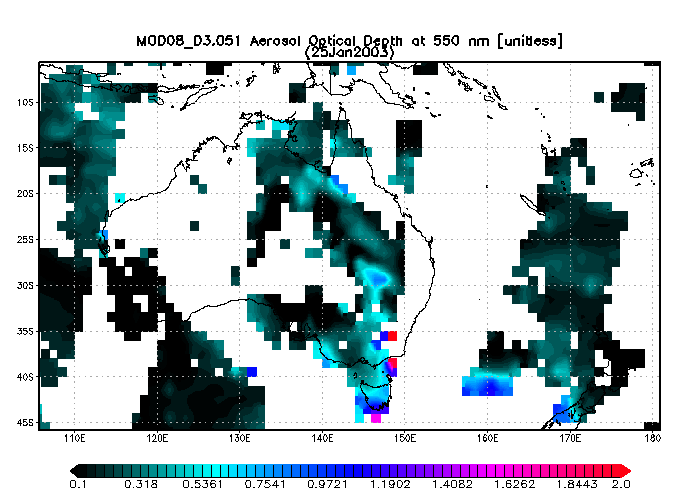 MOD08_D3.051 Aerosol Optical Depth at 550 nm [unitless]
(25Jan2003)
10S
15S
20S
25S
30S
35S
40S
45S
110E 120E 130E 140E 150E 160E 170E 180
0.1 0.318 0.5361 0.7541 0.9721 1.1902 1.4082 1.6262 1.8443 2.0